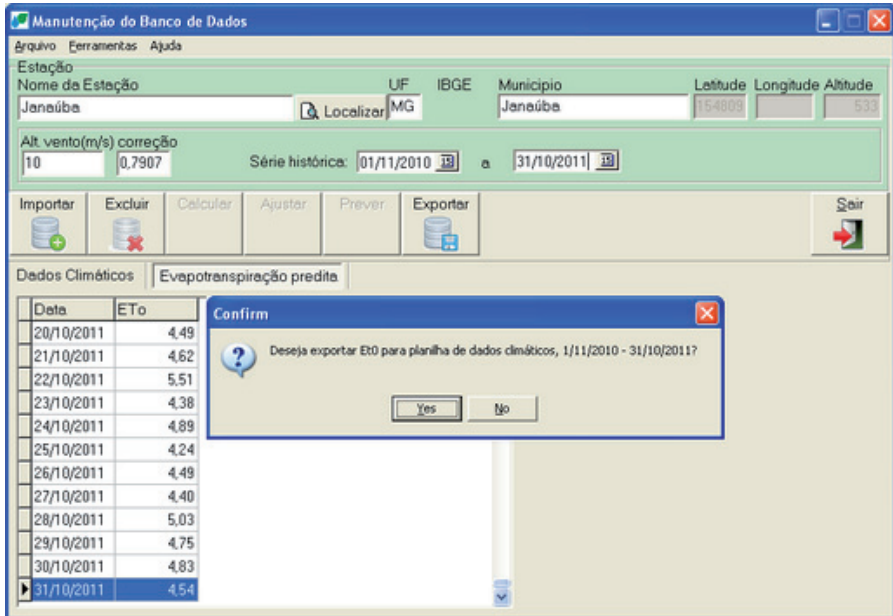 Manutenção do Banco de Dados
Arquivo Ferramentas Ajuda
Estação
Nome da Estação UF IBGE Municipio Latitude Longitude Altitude
Janaúba Localizar MG Janaúba 154809 533
Alt. vento(m/s) correção
10 0,7907 Série histórica: 01/11/2010 15 a 31/10/2011 15
Importar Excluir Calcular Ajustar Prever Exportar Sair
Dados Climáticos Evapotranspiração predita
Data ETo
20/10/2011 4,49
21/10/2011 4,62
22/10/2011 5,51
23/10/2011 4,38
24/10/2011 4,89
25/10/2011 4,24
26/10/2011 4,49
27/10/2011 4,40
28/10/2011 5,03
29/10/2011 4,75
30/10/2011 4,83
31/10/2011 4,54
Confirm
Deseja exportar Et0 para planilha de dados climáticos, 1/11/2010 - 31/10/2011?
Yes No